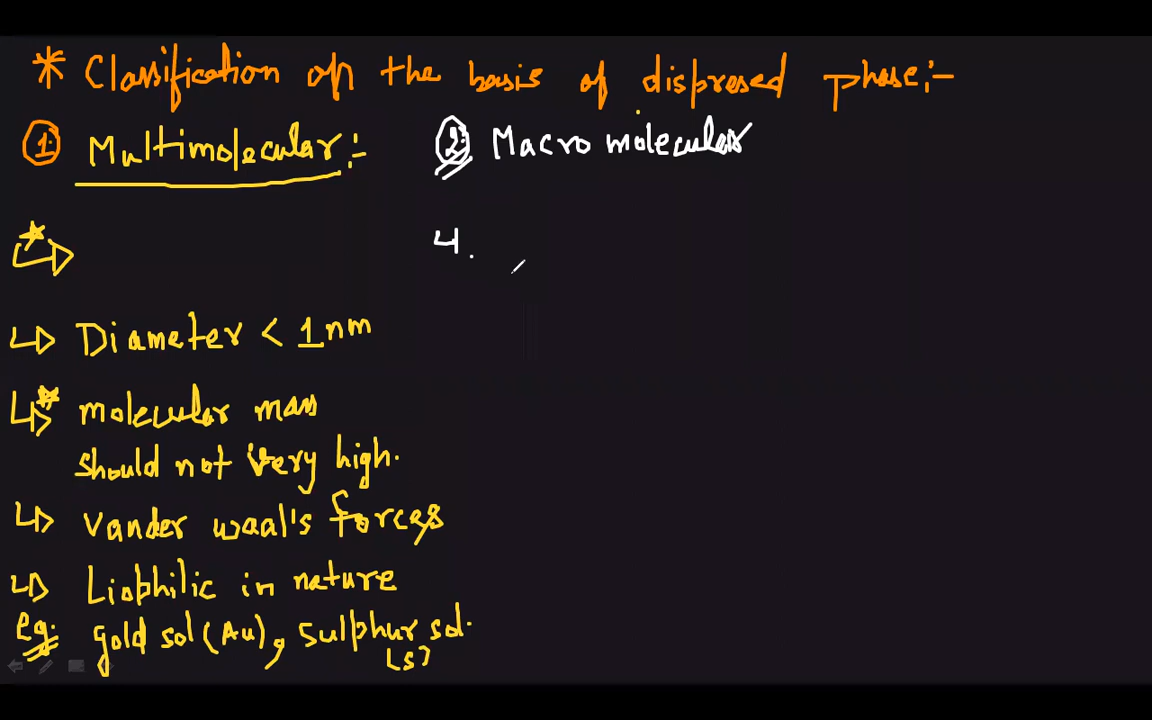 * Classification on the basis of dispresed phase:-
1. Multimolecular:-
2. Macro molecular
4.
Diameter < 1nm
molecular mass
should not very high.
Vander waal's forces
Liophilic in nature
eg. gold sol(Au), Sulphur sol.
(s)